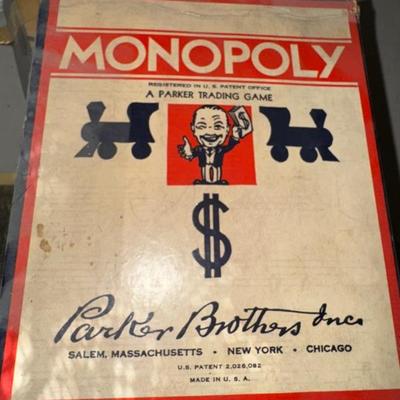 MONOPOLY
REGISTERED IN U. S. PATENT OFFICE
A PARKER TRADING GAME
$
$
Parker Brothers Inc.
SALEM, MASSACHUSETTS • NEW YORK • CHICAGO
U.S. PATENT 2,026,082
MADE IN U. S. A.